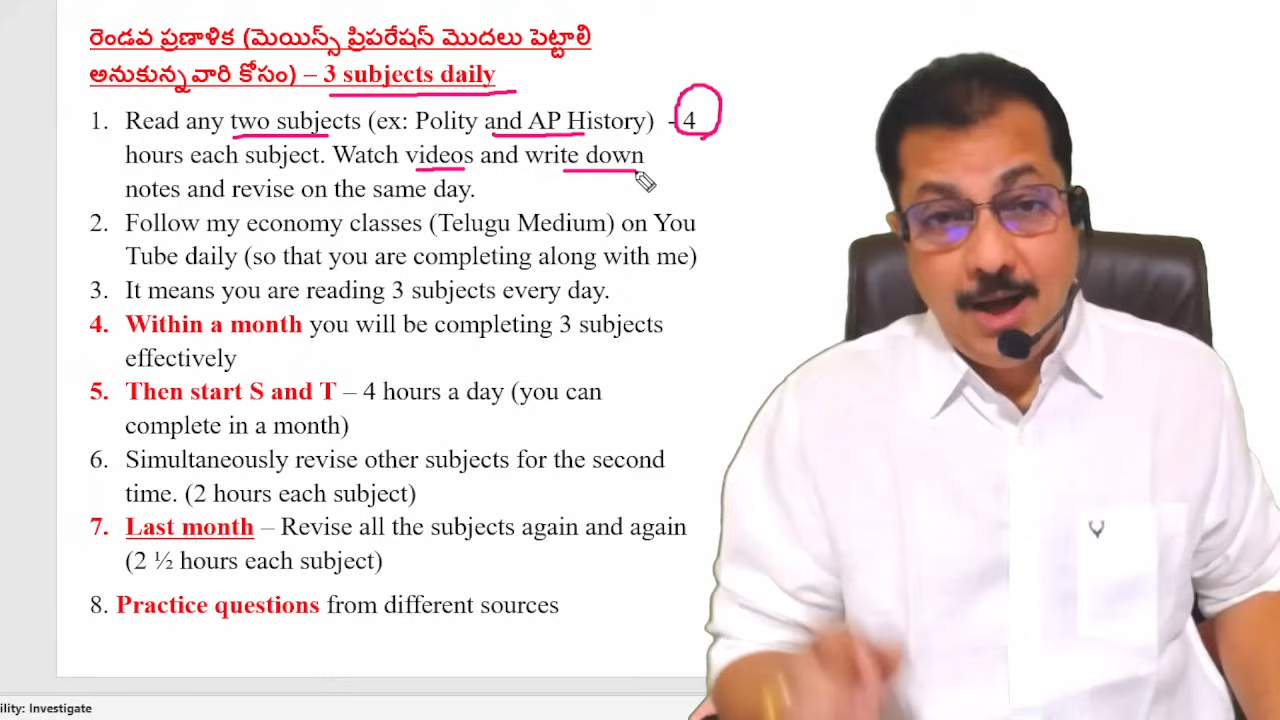 రెండవ ప్రణాళిక (మెయిన్స్ ప్రిపరేషన్ మొదలు పెట్టాలి
అనుకున్నవారి కోసం) – 3 subjects daily
1. Read any two subjects (ex: Polity and AP History) - 4
hours each subject. Watch videos and write down
notes and revise on the same day.
2. Follow my economy classes (Telugu Medium) on You
Tube daily (so that you are completing along with me)
3. It means you are reading 3 subjects every day.
4. Within a month you will be completing 3 subjects
effectively
5. Then start S and T – 4 hours a day (you can
complete in a month)
6. Simultaneously revise other subjects for the second
time. (2 hours each subject)
7. Last month – Revise all the subjects again and again
(2 ½ hours each subject)
8. Practice questions from different sources
ility: Investigate